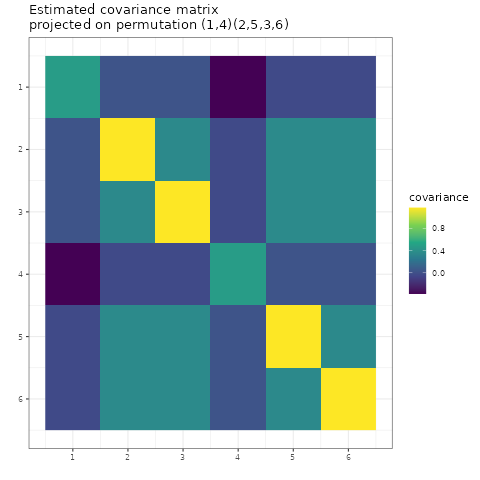 Estimated covariance matrix
projected on permutation (1,4)(2,5,3,6)
1
2
3
4
5
6
1 2 3 4 5 6
covariance
0.8
0.4
0.0